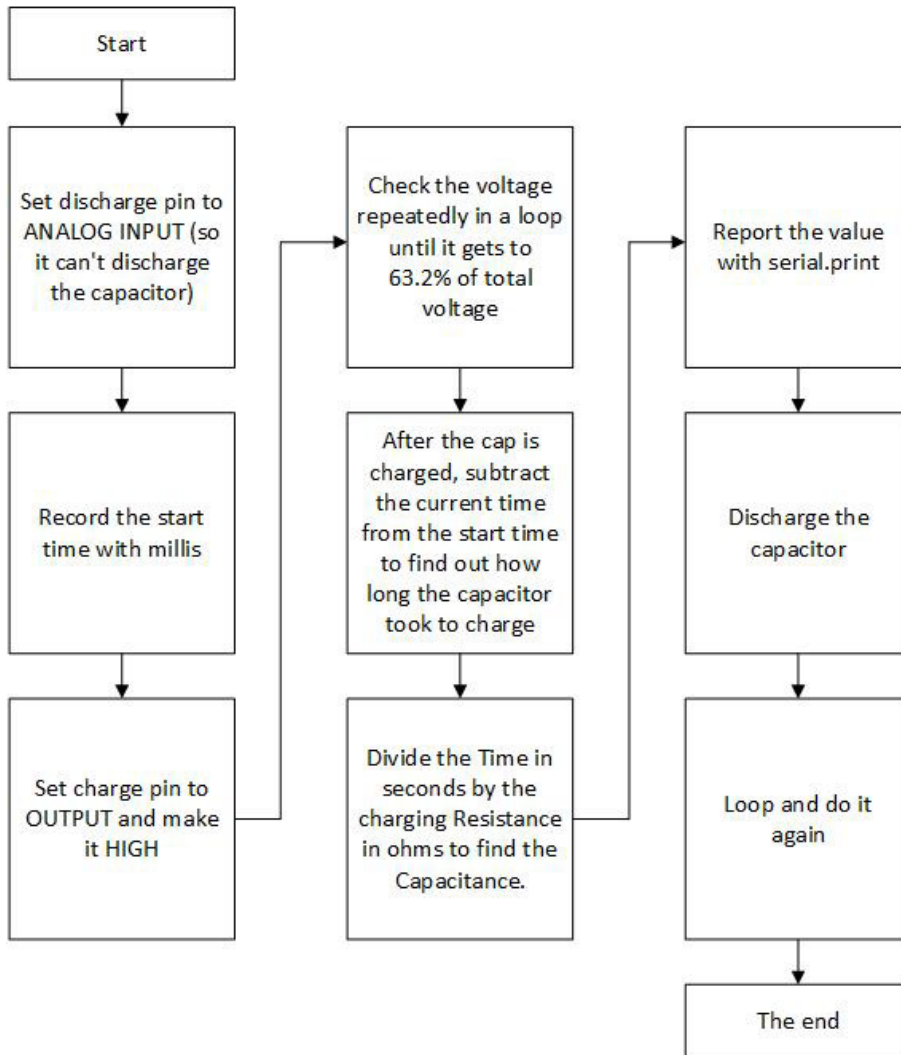 Start
Set discharge pin to
ANALOG INPUT (so
it can't discharge
the capacitor)
Record the start
time with millis
Set charge pin to
OUTPUT and make
it HIGH
Check the voltage
repeatedly in a loop
until it gets to
63.2% of total
voltage
After the cap is
charged, subtract
the current time
from the start time
to find out how
long the capacitor
took to charge
Divide the Time in
seconds by the
charging Resistance
in ohms to find the
Capacitance.
Report the value
with serial.print
Discharge the
capacitor
Loop and do it
again
The end